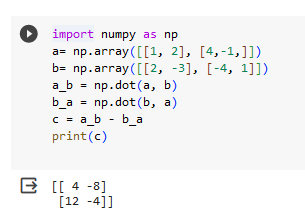 import numpy as np
a= np.array([[1, 2], [4,-1,]])
b= np.array([[2, -3], [-4, 1]])
a_b = np.dot(a, b)
b_a = np.dot(b, a)
c = a_b - b_a
print(c)
[[ 4 -8]
 [12 -4]]